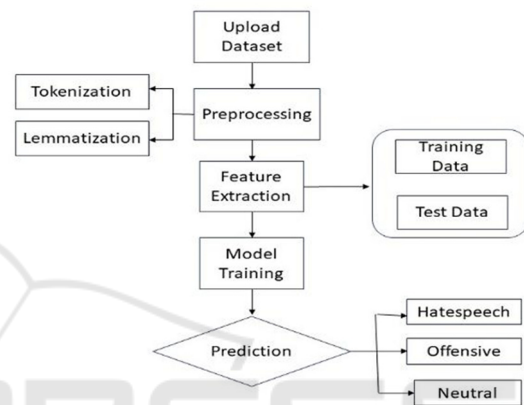 Upload
Dataset
Tokenization
Lemmatization
Preprocessing
Feature
Extraction
Training
Data
Test Data
Model
Training
Prediction
Hatespeech
Offensive
Neutral